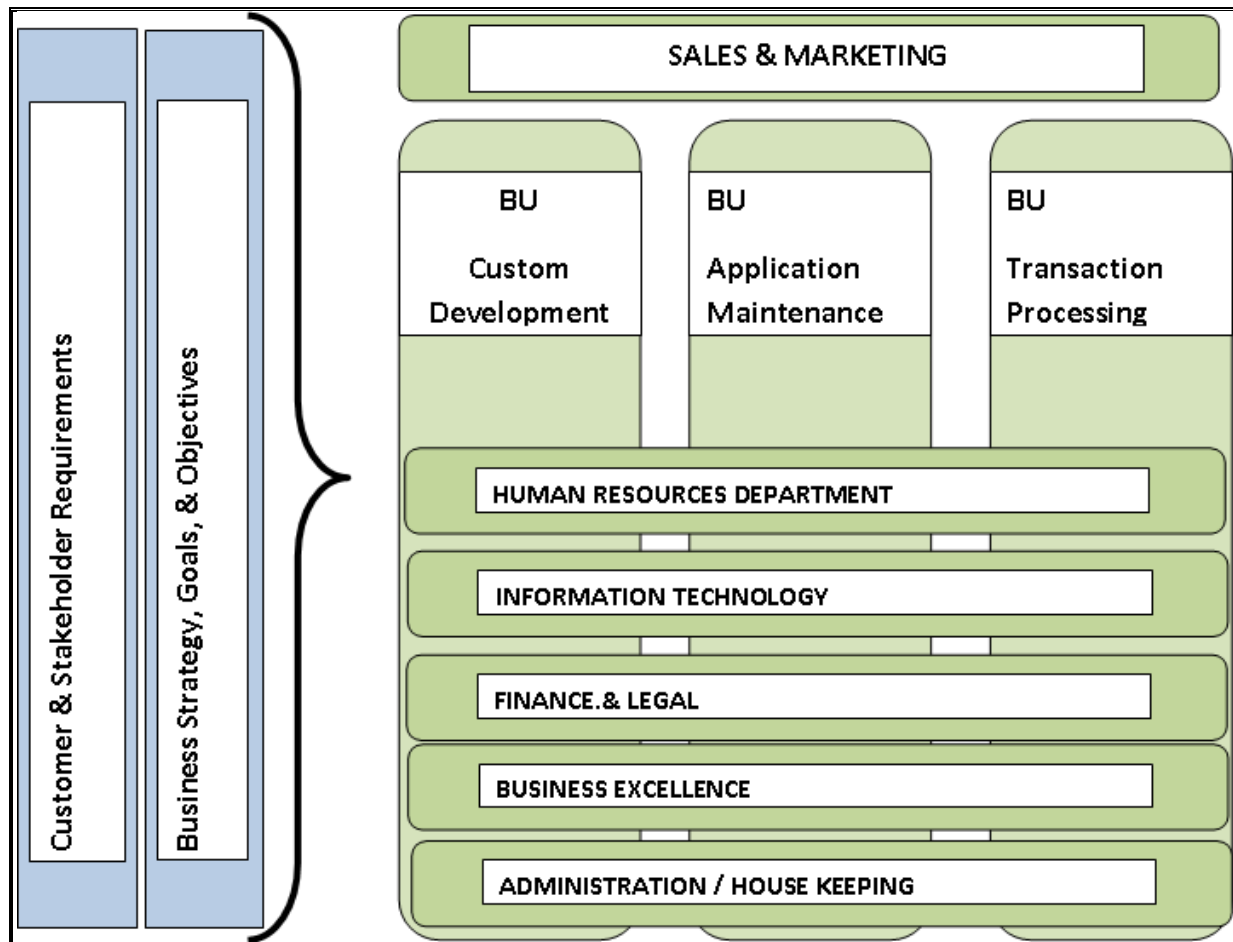 Customer & Stakeholder Requirements
Business Strategy, Goals, & Objectives
SALES & MARKETING
BU
Custom
Development
BU
Application
Maintenance
BU
Transaction
Processing
HUMAN RESOURCES DEPARTMENT
INFORMATION TECHNOLOGY
FINANCE.& LEGAL
BUSINESS EXCELLENCE
ADMINISTRATION / HOUSE KEEPING